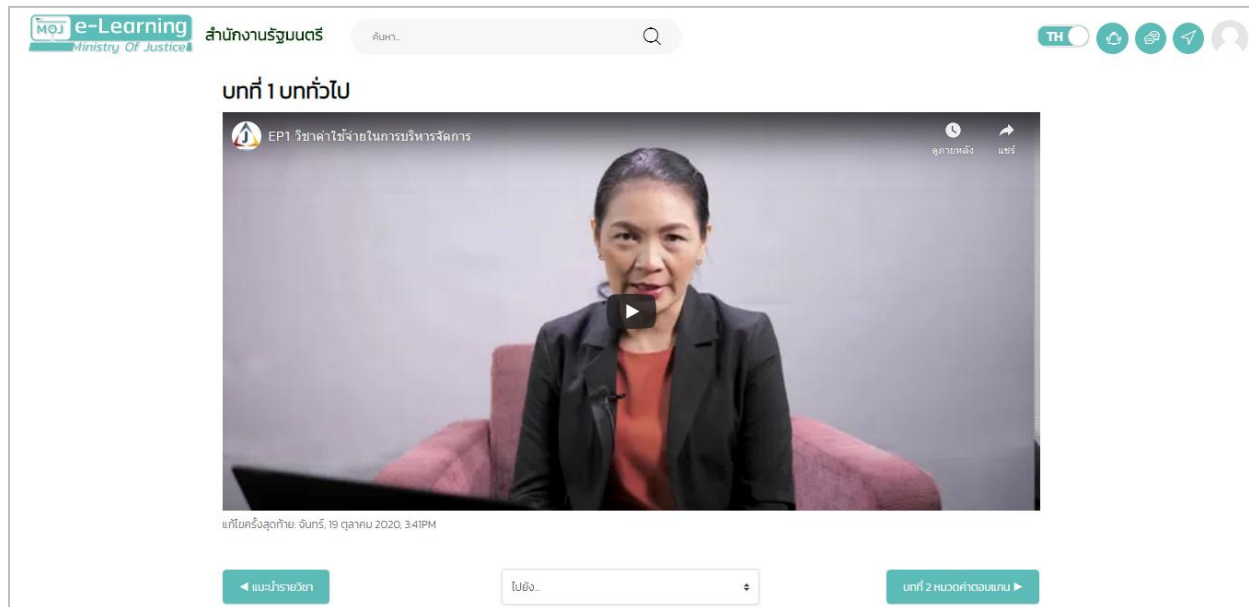 MOJ e-Learning
Ministry Of Justice
สำนักงานรัฐมนตรี
ค้นหา...
TH
บทที่ 1 บททั่วไป
EP1 วิชาค่าใช้จ่ายในการบริหารจัดการ
ดูภายหลัง
แชร์
แก้ไขครั้งสุดท้าย: จันทร์, 19 ตุลาคม 2020, 3:41PM
◀ แนะนำรายวิชา
ไปยัง...
บทที่ 2 หมวดค่าตอบแทน ▶